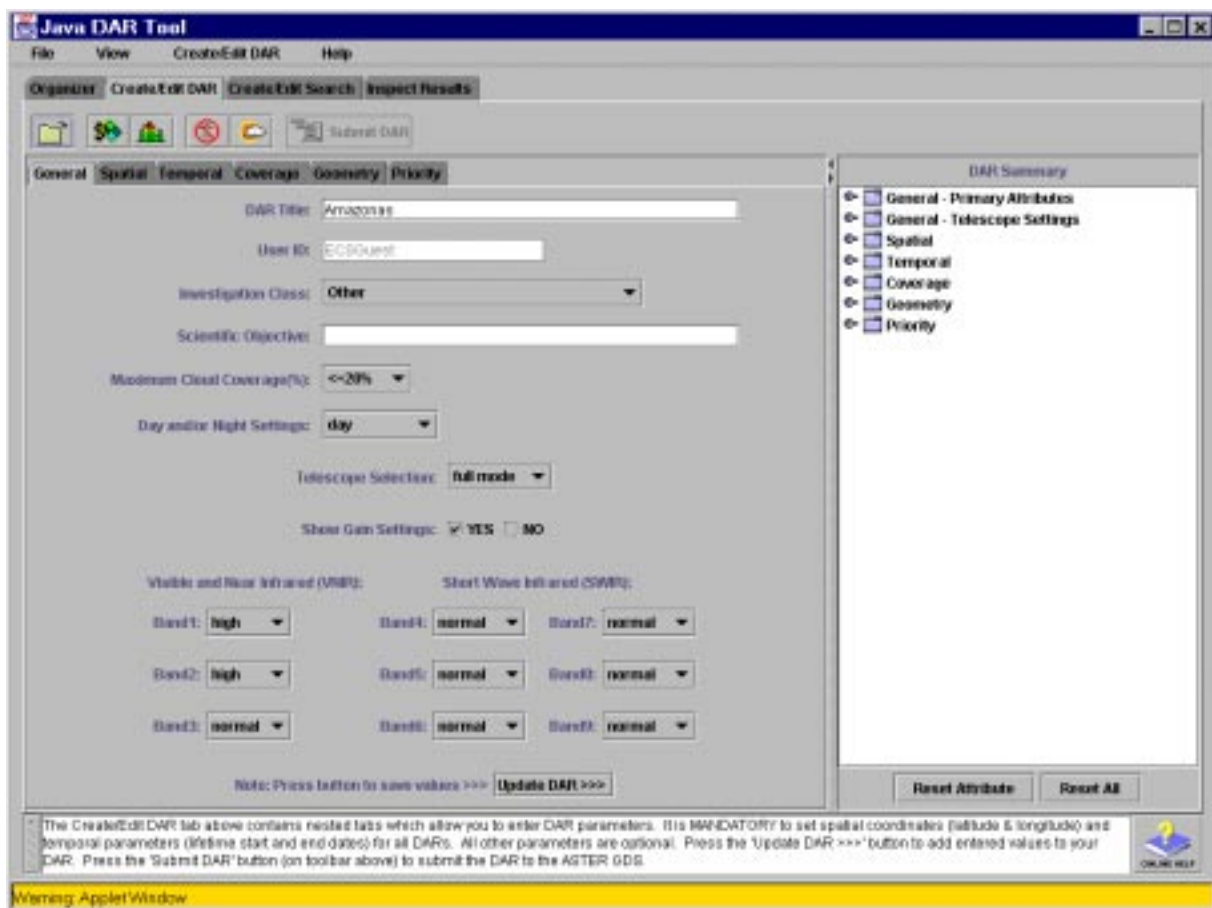 Java DAR Tool
File View Create/Edit DAR Help
Organizer Create/Edit DAR Create/Edit Search Inspect Results
Submit DAR
General Spatial Temporal Coverage Geometry Priority
DAR Summary
DAR Title: Amazonas
User ID: ECSGuest
Investigation Class: Other
Scientific Objective:
Maximum Cloud Coverage(%): <=20%
Day and/or Night Settings: day
Telescope Selection: full mode
Show Gain Settings: YES NO
Visible and Near Infrared (VNIR): Short Wave Infrared (SWIR):
Band1: high Band4: normal Band7: normal
Band2: high Band5: normal Band8: normal
Band3: normal Band6: normal Band9: normal
Note: Press button to save values >>> Update DAR >>>
General - Primary Attributes
General - Telescope Settings
Spatial
Temporal
Coverage
Geometry
Priority
Reset Attribute Reset All
The Create/Edit DAR tab above contains nested tabs which allow you to enter DAR parameters. It is MANDATORY to set spatial coordinates (latitude & longitude) and
temporal parameters (lifetime start and end dates) for all DARs. All other parameters are optional. Press the 'Update DAR >>>' button to add entered values to your
DAR. Press the 'Submit DAR' button (on toolbar above) to submit the DAR to the ASTER GDS.
ONLINE HELP
Warning: Applet Window